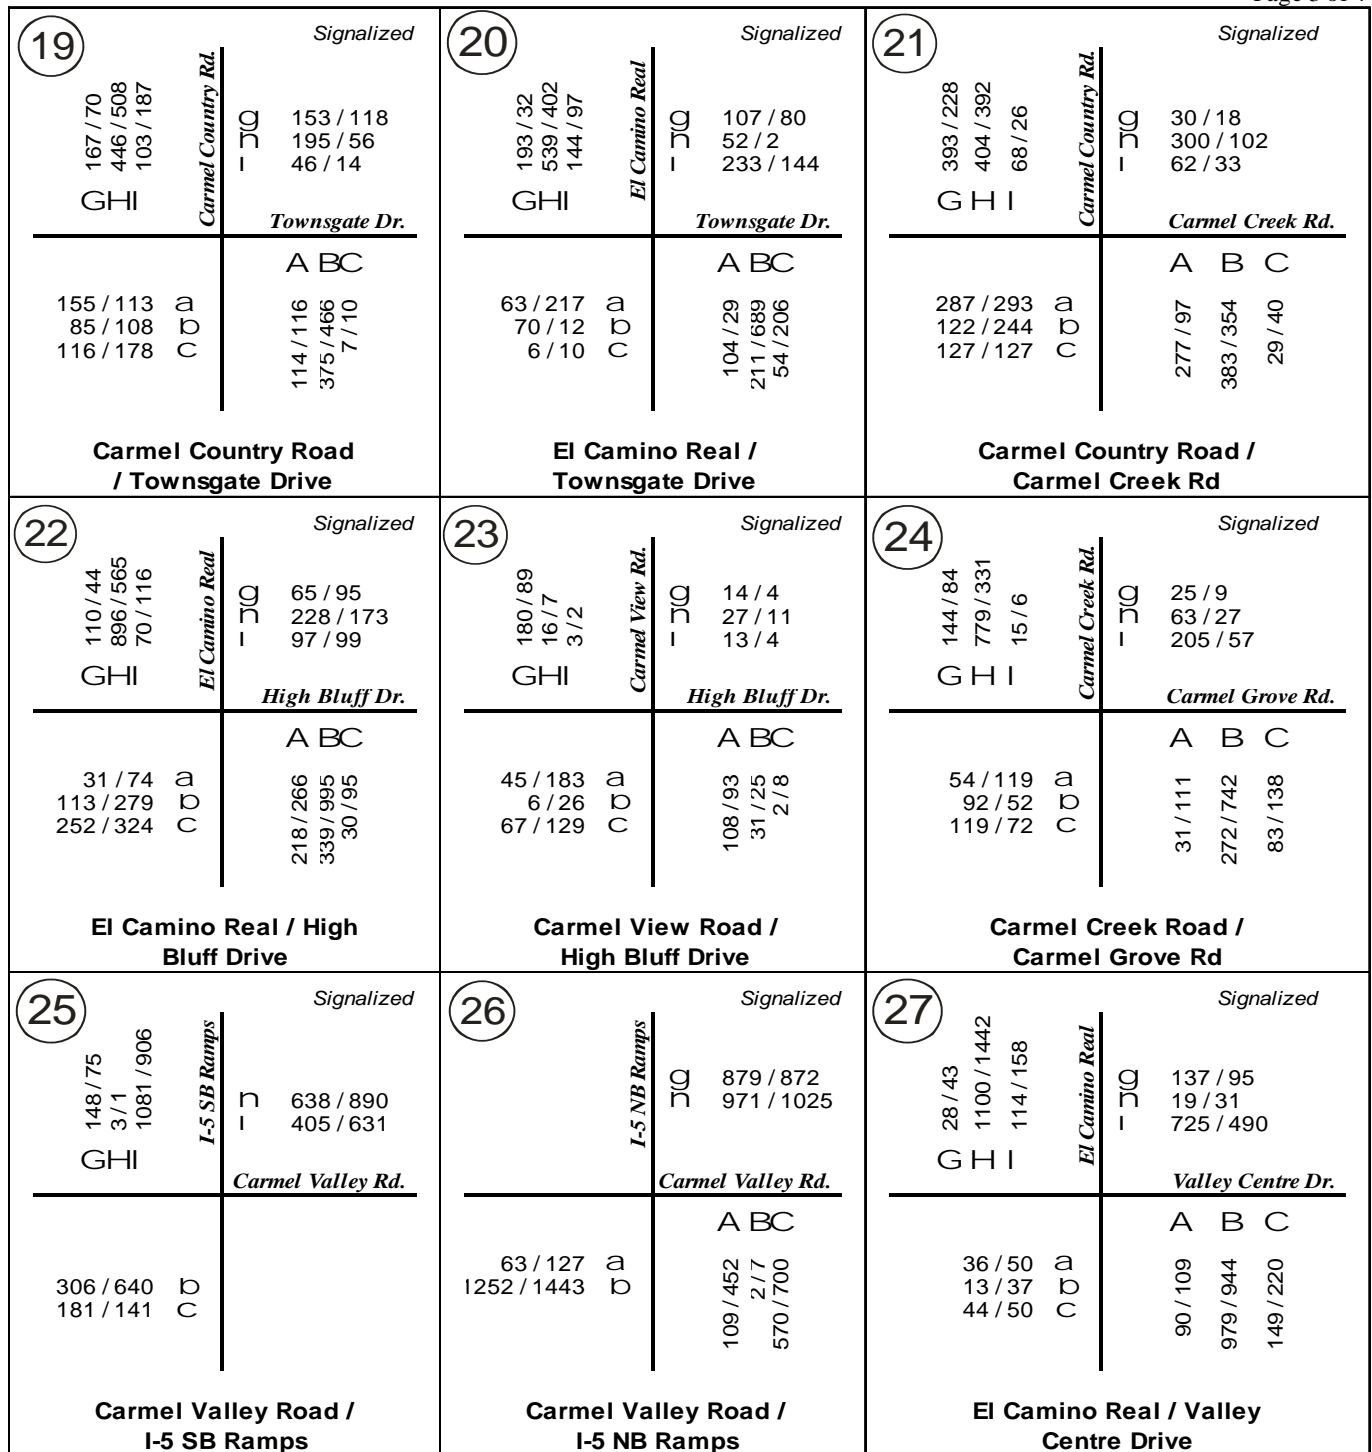 19
Signalized
167 / 70
446 / 508
103 / 187
GHI
Carmel Country Rd.
g 153 / 118
h 195 / 56
i 46 / 14
Townsgate Dr.
155 / 113 a
85 / 108 b
116 / 178 c
A BC
114 / 116
375 / 466
7 / 10
Carmel Country Road
/ Townsgate Drive
20
Signalized
193 / 32
539 / 402
144 / 97
GHI
El Camino Real
g 107 / 80
h 52 / 2
i 233 / 144
Townsgate Dr.
63 / 217 a
70 / 12 b
6 / 10 c
A BC
104 / 29
211 / 689
54 / 206
El Camino Real /
Townsgate Drive
21
Signalized
393 / 228
404 / 392
68 / 26
G H I
Carmel Country Rd.
g 30 / 18
h 300 / 102
i 62 / 33
Carmel Creek Rd.
287 / 293 a
122 / 244 b
127 / 127 c
A B C
277 / 97
383 / 354
29 / 40
Carmel Country Road /
Carmel Creek Rd
22
Signalized
110 / 44
896 / 565
70 / 116
GHI
El Camino Real
g 65 / 95
h 228 / 173
i 97 / 99
High Bluff Dr.
31 / 74 a
113 / 279 b
252 / 324 c
A BC
218 / 266
339 / 995
30 / 95
El Camino Real / High
Bluff Drive
23
Signalized
180 / 89
16 / 7
3 / 2
GHI
Carmel View Rd.
g 14 / 4
h 27 / 11
i 13 / 4
High Bluff Dr.
45 / 183 a
6 / 26 b
67 / 129 c
A BC
108 / 93
31 / 25
2 / 8
Carmel View Road /
High Bluff Drive
24
Signalized
144 / 84
779 / 331
15 / 6
G H I
Carmel Creek Rd.
g 25 / 9
h 63 / 27
i 205 / 57
Carmel Grove Rd.
54 / 119 a
92 / 52 b
119 / 72 c
A B C
31 / 111
272 / 742
83 / 138
Carmel Creek Road /
Carmel Grove Rd
25
Signalized
148 / 75
3 / 1
1081 / 906
GHI
I-5 SB Ramps
h 638 / 890
i 405 / 631
Carmel Valley Rd.
306 / 640 b
181 / 141 c
Carmel Valley Road /
I-5 SB Ramps
26
Signalized
I-5 NB Ramps
g 879 / 872
h 971 / 1025
Carmel Valley Rd.
63 / 127 a
1252 / 1443 b
A BC
109 / 452
2 / 7
570 / 700
Carmel Valley Road /
I-5 NB Ramps
27
Signalized
28 / 43
1100 / 1442
114 / 158
G H I
El Camino Real
g 137 / 95
h 19 / 31
i 725 / 490
Valley Centre Dr.
36 / 50 a
13 / 37 b
44 / 50 c
A B C
90 / 109
979 / 944
149 / 220
El Camino Real / Valley
Centre Drive